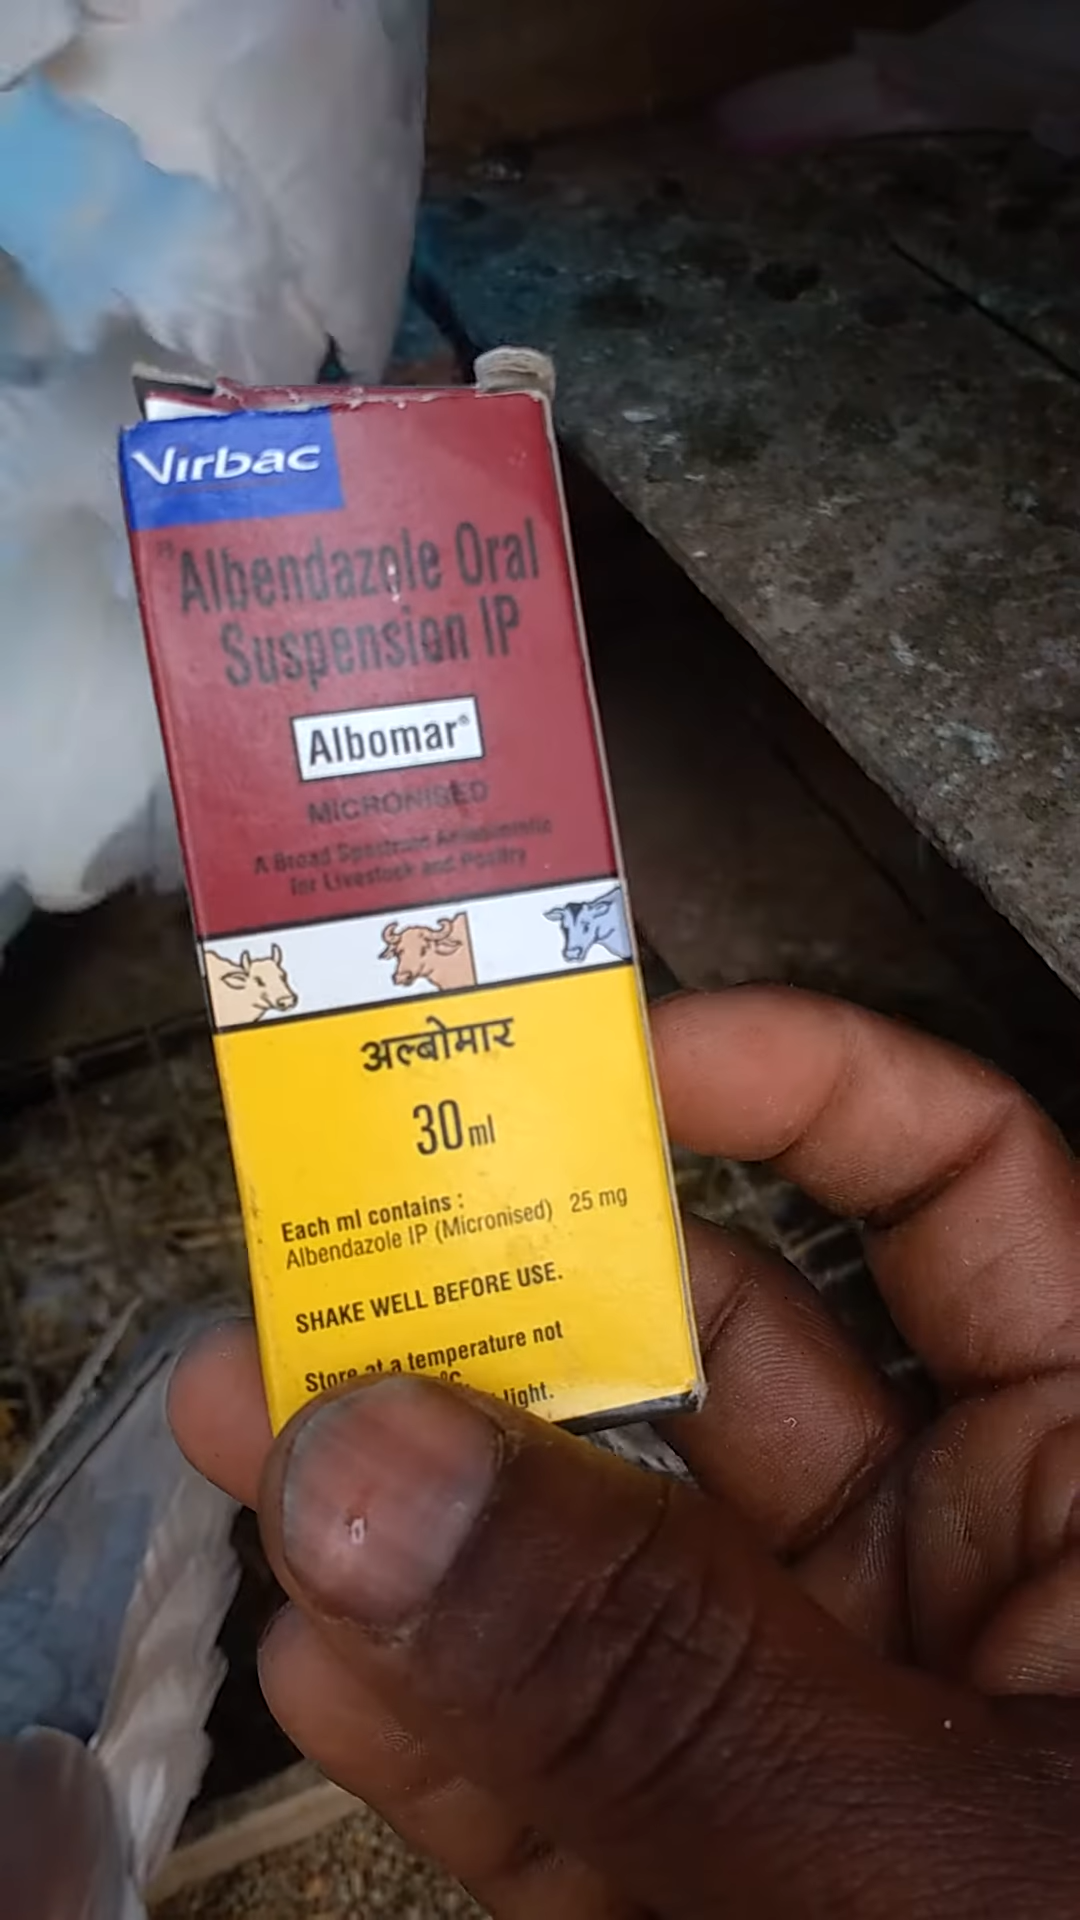 Virbac
Albendazole Oral
Suspension IP
Albomar®
MICRONISED
A Broad Spectrum Anthelmintic
for Livestock and Poultry
अल्बोमार
30ml
Each ml contains :
Albendazole IP (Micronised) 25 mg
SHAKE WELL BEFORE USE.
Store at a temperature not
°C
light.